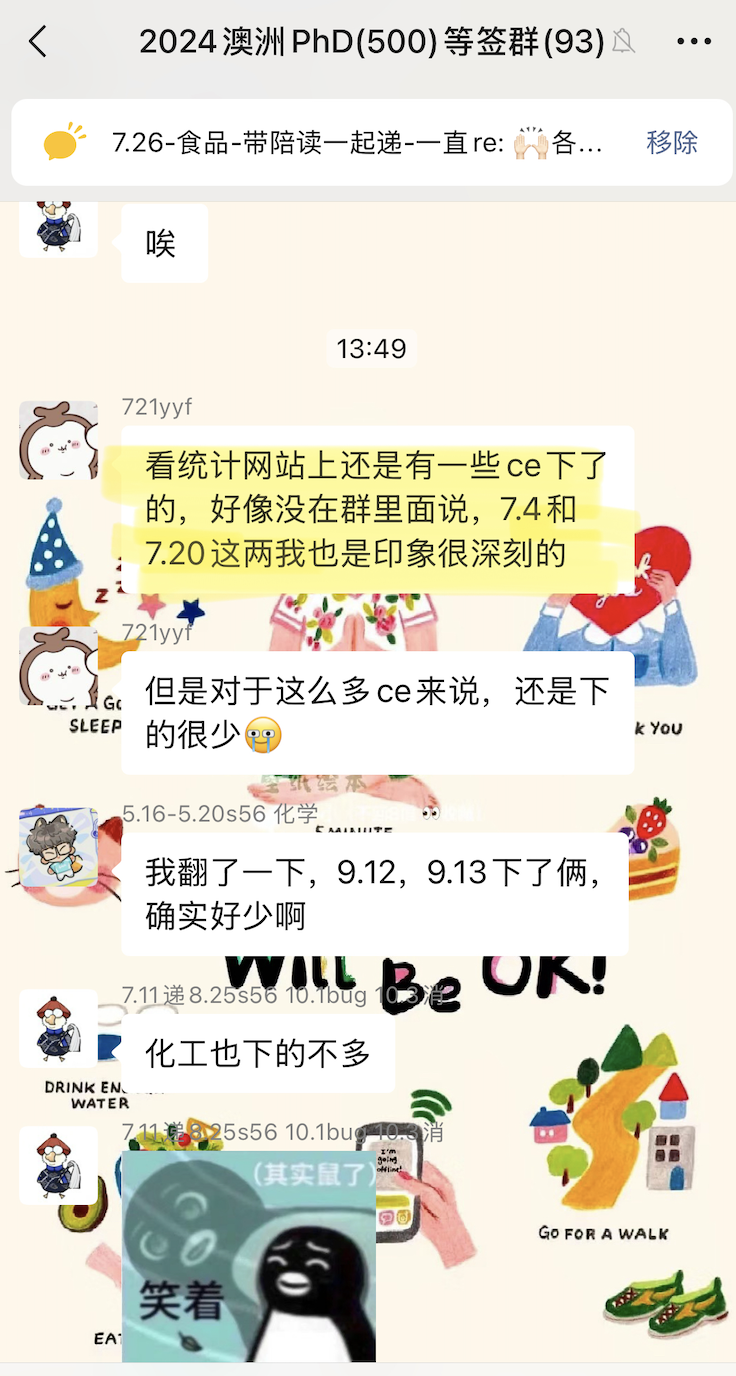 2024澳洲PhD(500)等签群(93)
7.26-食品-带陪读一起递-一直re: 🙌🏻各... 移除
唉
13:49
721yyf
看统计网站上还是有一些ce下了
的，好像没在群里面说，7.4和
7.20这两我也是印象很深刻的
721yyf
但是对于这么多ce来说，还是下
的很少😭
SLEEP
K YOU
壁纸绘本
5.16-5.20s56 化学
5 MINUTE
我翻了一下，9.12，9.13下了俩，
确实好少啊
Will Be OK!
7.11递8.25s56 10.1bug 10.3消
化工也下的不多
WATER
7.11递8.25s56 10.1bug 10.3消
I'm
going
offline!
(其实鼠了)
笑着
GO FOR A WALK
EAT